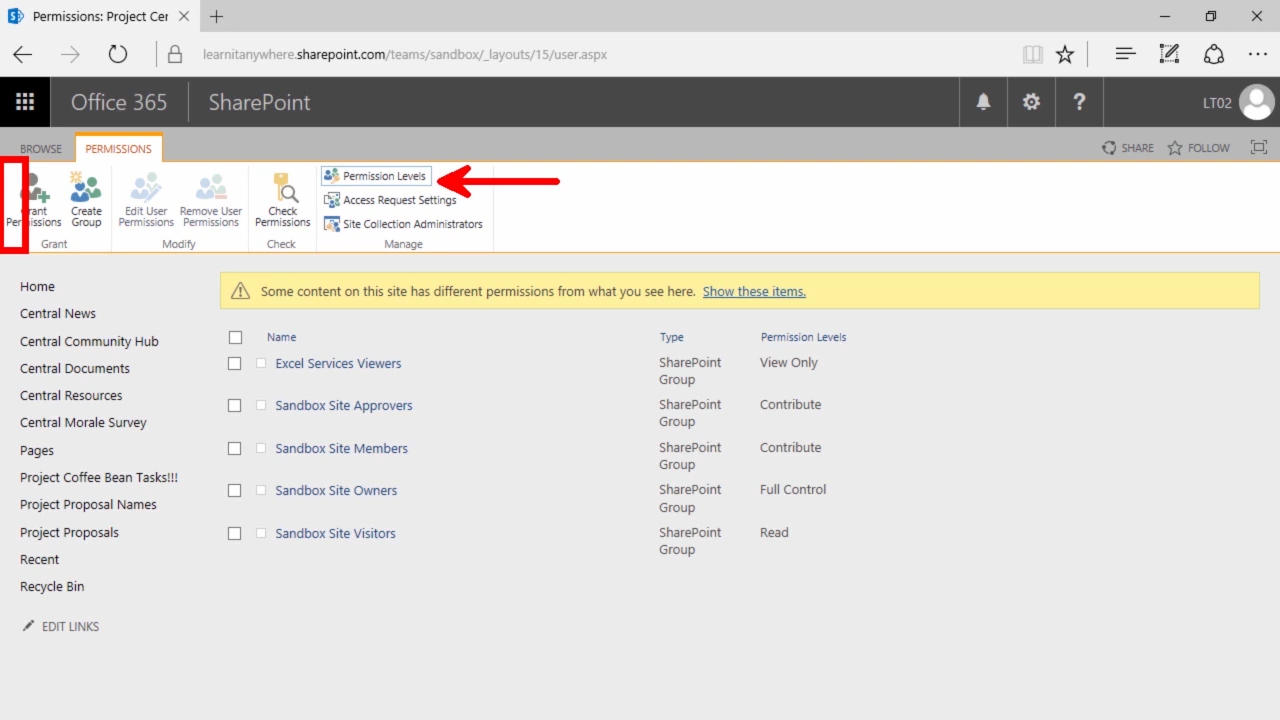 Permissions: Project Cer
learnitanywhere.sharepoint.com/teams/sandbox/_layouts/15/user.aspx
Office 365 SharePoint ? LT02
BROWSE PERMISSIONS SHARE FOLLOW
Grant Permissions
Create Group
Edit User Permissions
Remove User Permissions
Check Permissions
Permission Levels
Access Request Settings
Site Collection Administrators
Grant Modify Check Manage
Home
Central News
Central Community Hub
Central Documents
Central Resources
Central Morale Survey
Pages
Project Coffee Bean Tasks!!!
Project Proposal Names
Project Proposals
Recent
Recycle Bin
EDIT LINKS
Some content on this site has different permissions from what you see here. Show these items.
Name Type Permission Levels
Excel Services Viewers SharePoint Group View Only
Sandbox Site Approvers SharePoint Group Contribute
Sandbox Site Members SharePoint Group Contribute
Sandbox Site Owners SharePoint Group Full Control
Sandbox Site Visitors SharePoint Group Read